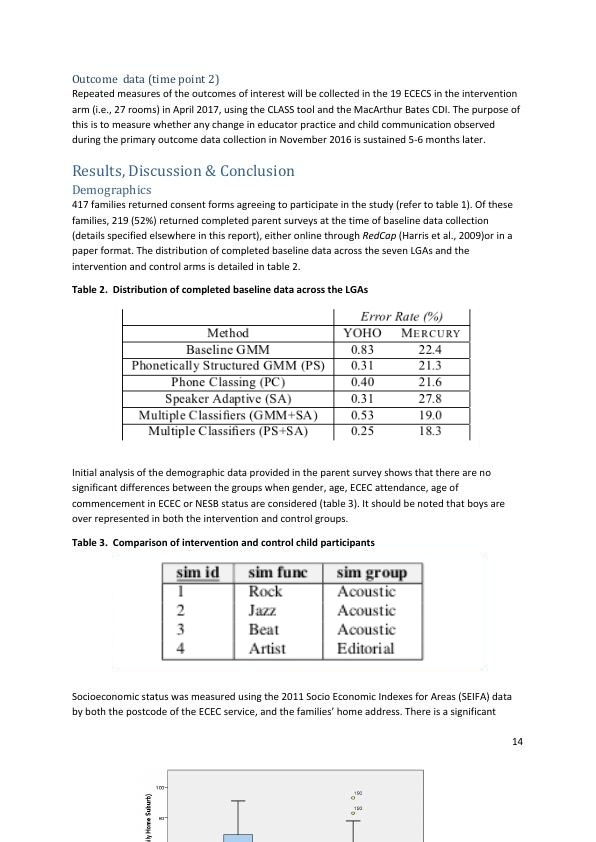 Outcome data (time point 2)
Repeated measures of the outcomes of interest will be collected in the 19 ECECS in the intervention
arm (i.e., 27 rooms) in April 2017, using the CLASS tool and the MacArthur Bates CDI. The purpose of
this is to measure whether any change in educator practice and child communication observed
during the primary outcome data collection in November 2016 is sustained 5-6 months later.
Results, Discussion & Conclusion
Demographics
417 families returned consent forms agreeing to participate in the study (refer to table 1). Of these
families, 219 (52%) returned completed parent surveys at the time of baseline data collection
(details specified elsewhere in this report), either online through RedCap (Harris et al., 2009)or in a
paper format. The distribution of completed baseline data across the seven LGAs and the
intervention and control arms is detailed in table 2.
Table 2. Distribution of completed baseline data across the LGAs
Error Rate (%)
Method YOHO MERCURY
Baseline GMM 0.83 22.4
Phonetically Structured GMM (PS) 0.31 21.3
Phone Classing (PC) 0.40 21.6
Speaker Adaptive (SA) 0.31 27.8
Multiple Classifiers (GMM+SA) 0.53 19.0
Multiple Classifiers (PS+SA) 0.25 18.3
Initial analysis of the demographic data provided in the parent survey shows that there are no
significant differences between the groups when gender, age, ECEC attendance, age of
commencement in ECEC or NESB status are considered (table 3). It should be noted that boys are
over represented in both the intervention and control groups.
Table 3. Comparison of intervention and control child participants
sim id sim func sim group
1 Rock Acoustic
2 Jazz Acoustic
3 Beat Acoustic
4 Artist Editorial
Socioeconomic status was measured using the 2011 Socio Economic Indexes for Areas (SEIFA) data
by both the postcode of the ECEC service, and the families' home address. There is a significant
14
100
80
ily Home Suburb)